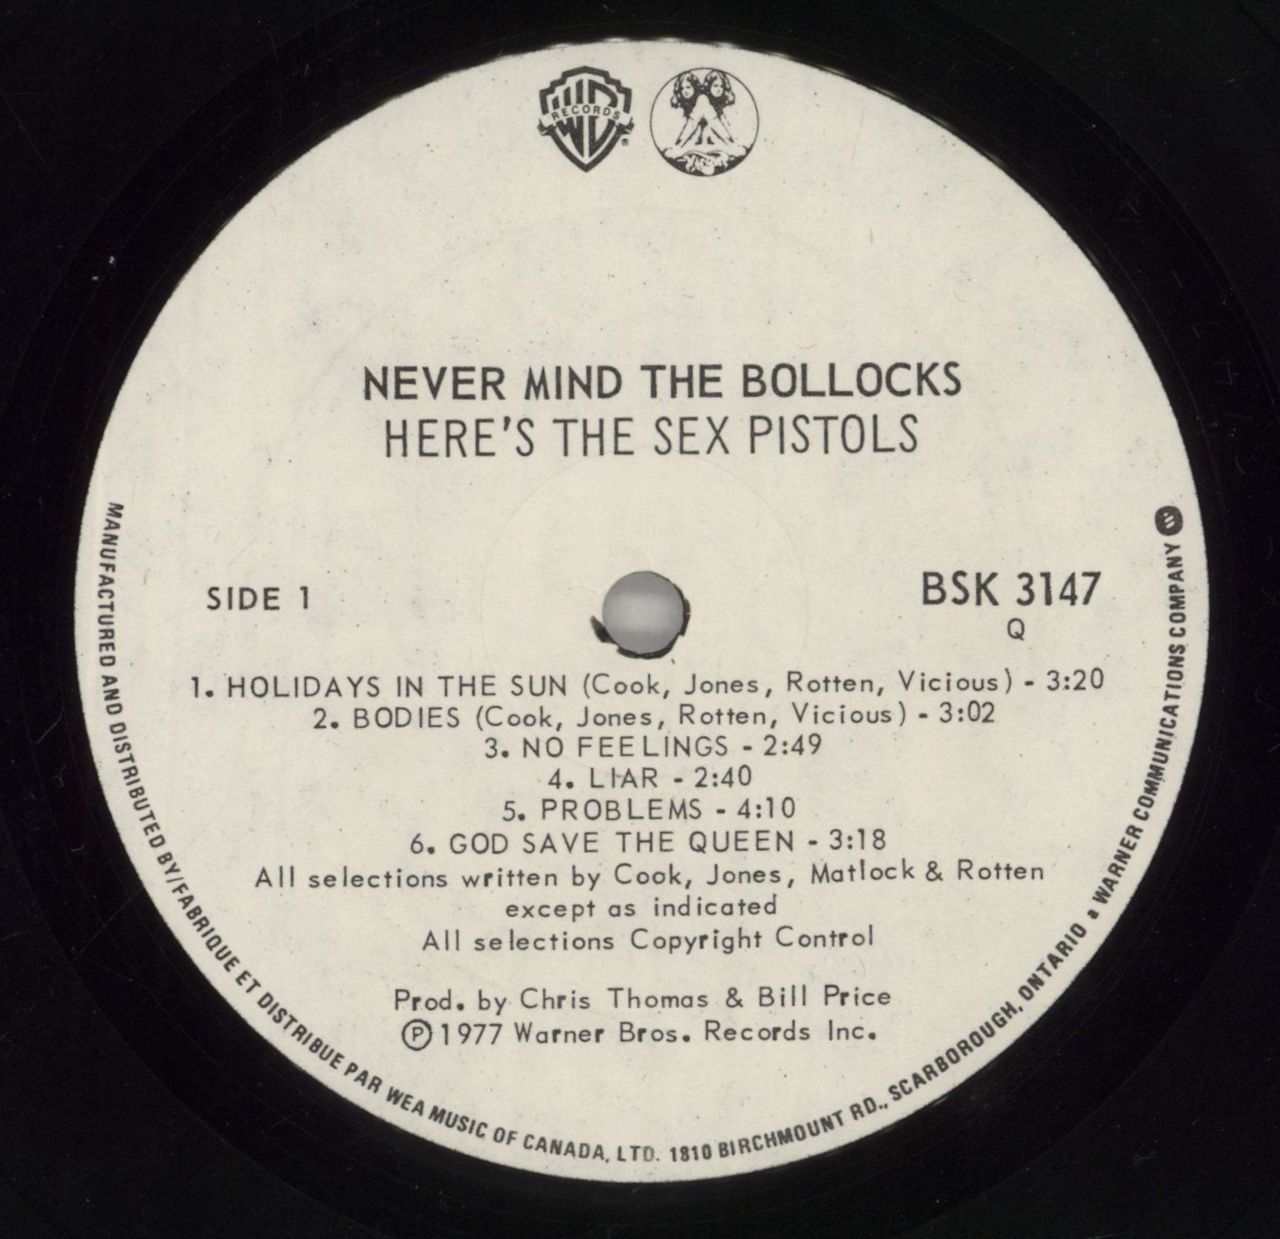 RECORDS
NEVER MIND THE BOLLOCKS
HERE'S THE SEX PISTOLS
SIDE 1
BSK 3147
Q
1. HOLIDAYS IN THE SUN (Cook, Jones, Rotten, Vicious) - 3:20
2. BODIES (Cook, Jones, Rotten, Vicious) - 3:02
3. NO FEELINGS - 2:49
4. LIAR - 2:40
5. PROBLEMS - 4:10
6. GOD SAVE THE QUEEN - 3:18
All selections written by Cook, Jones, Matlock & Rotten
except as indicated
All selections Copyright Control
Prod. by Chris Thomas & Bill Price
Ⓟ 1977 Warner Bros. Records Inc.
MANUFACTURED AND DISTRIBUTED BY/FABRIQUE ET DISTRIBUE PAR WEA MUSIC OF CANADA, LTD. 1810 BIRCHMOUNT RD., SCARBOROUGH, ONTARIO a WARNER COMMUNICATIONS COMPANY